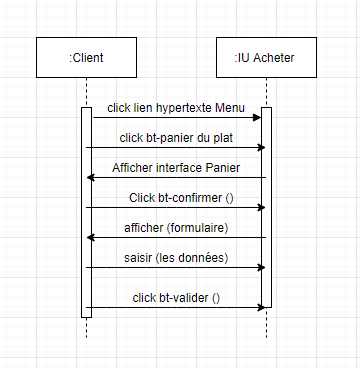 :Client
:IU Acheter
click lien hypertexte Menu
click bt-panier du plat
Afficher interface Panier
Click bt-confirmer ()
afficher (formulaire)
saisir (les données)
click bt-valider ()